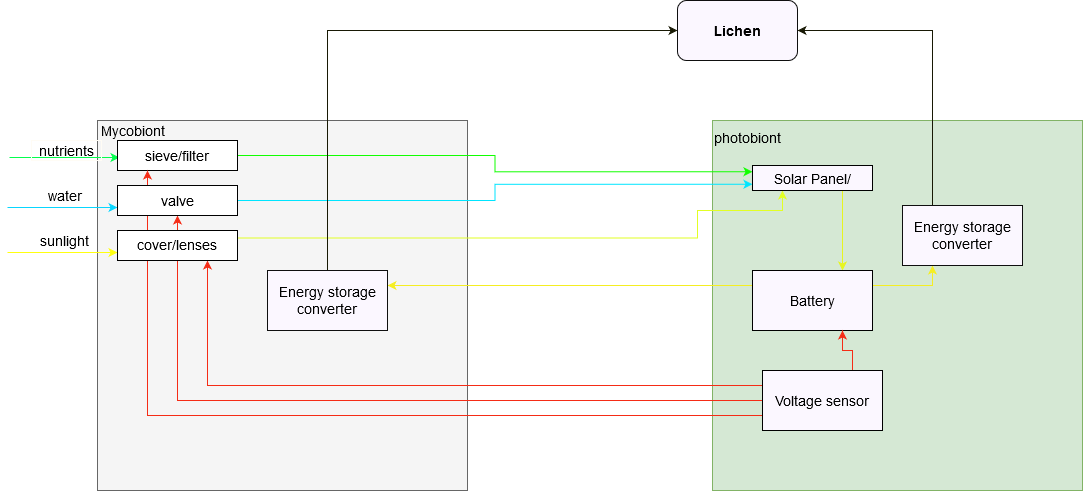 Lichen
Mycobiont
photobiont
nutrients
sieve/filter
water
valve
sunlight
cover/lenses
Solar Panel/
Energy storage
converter
Energy storage
converter
Battery
Voltage sensor